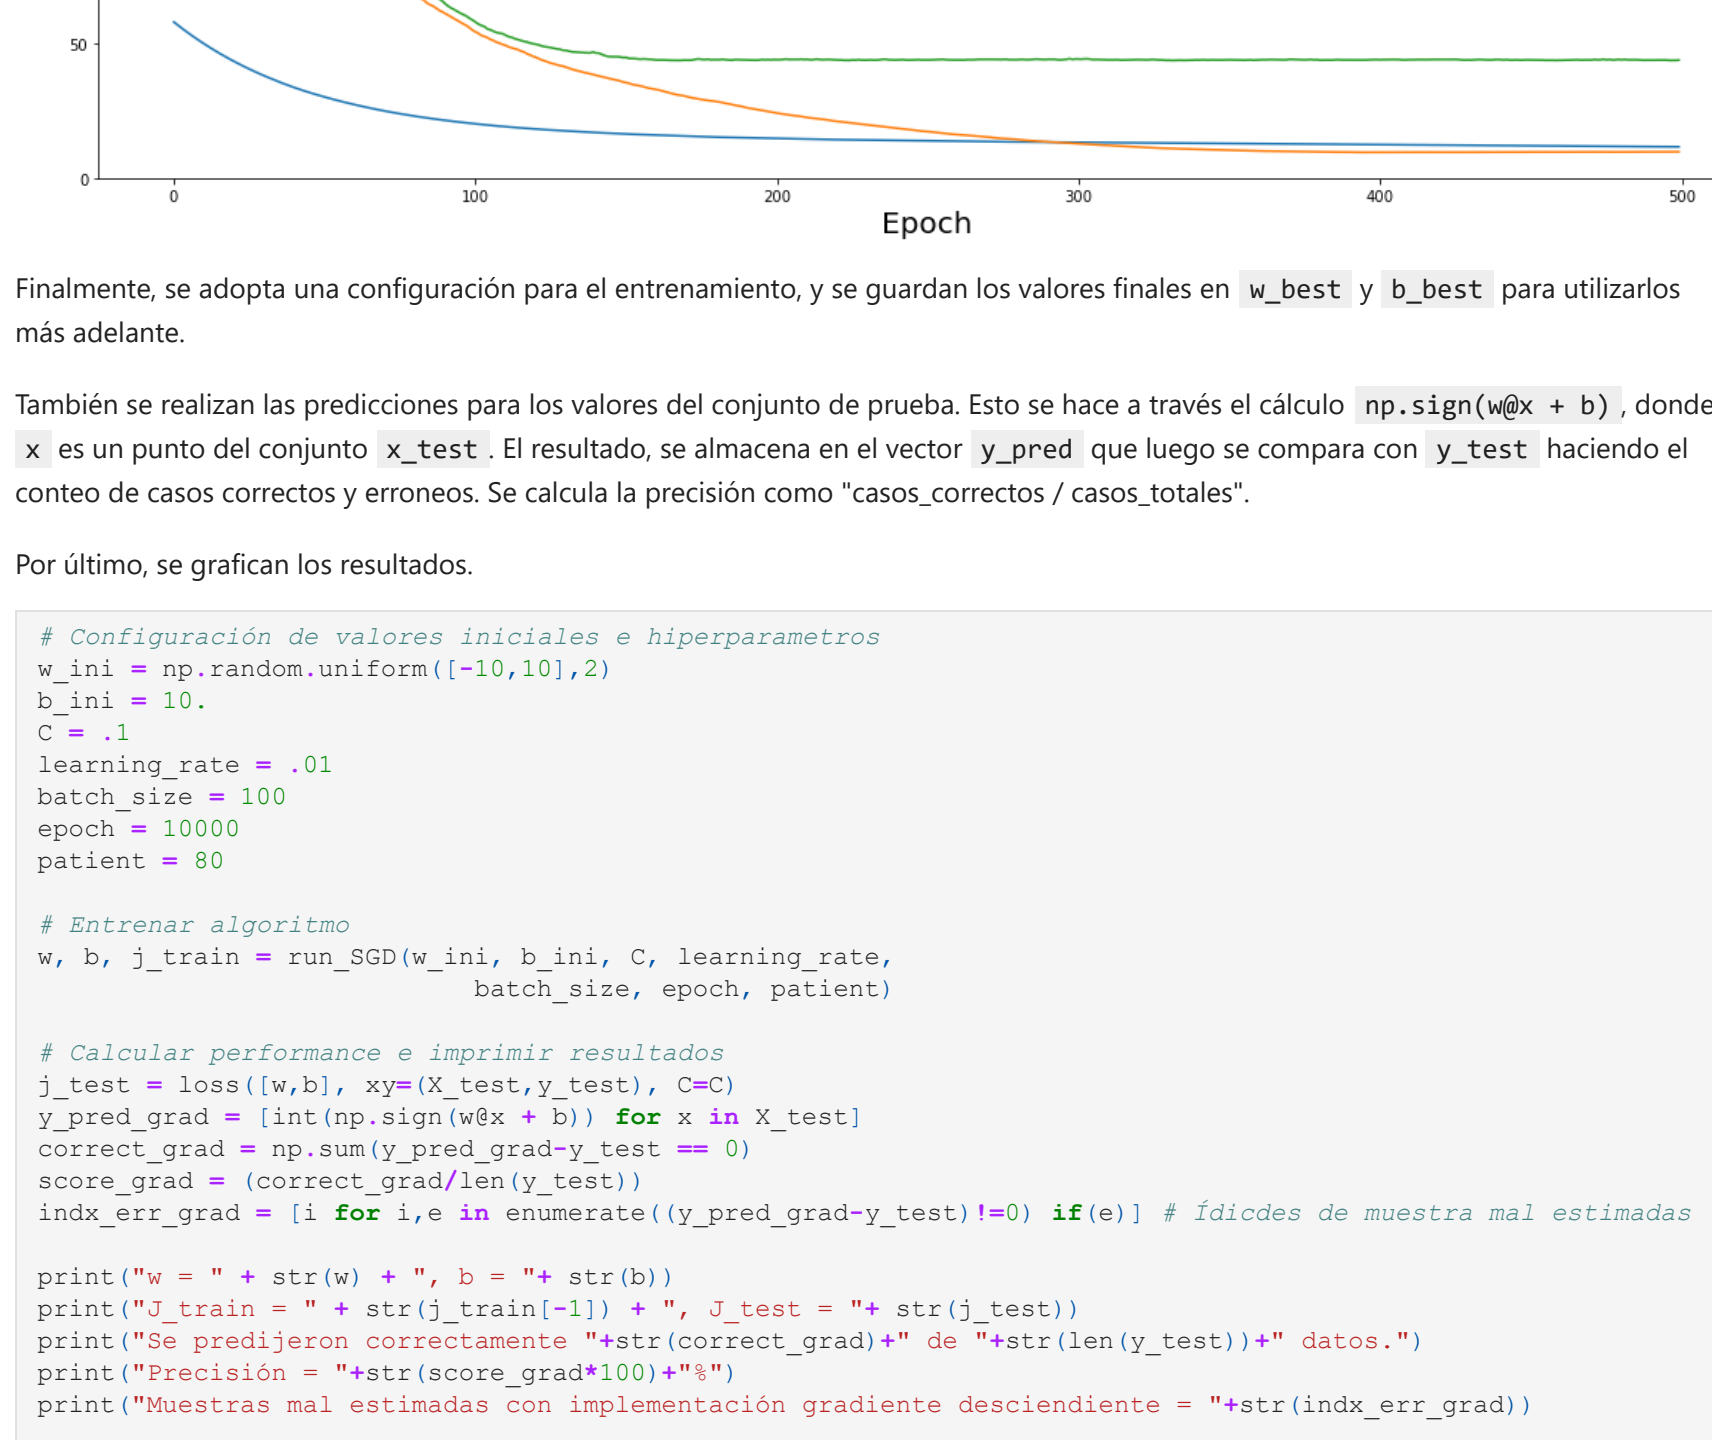 50
0
0 100 200 300 400 500
Epoch
Finalmente, se adopta una configuración para el entrenamiento, y se guardan los valores finales en w_best y b_best para utilizarlos
más adelante.
También se realizan las predicciones para los valores del conjunto de prueba. Esto se hace a través el cálculo np.sign(w@x + b) , donde
x es un punto del conjunto x_test . El resultado, se almacena en el vector y_pred que luego se compara con y_test haciendo el
conteo de casos correctos y erroneos. Se calcula la precisión como "casos_correctos / casos_totales".
Por último, se grafican los resultados.
# Configuración de valores iniciales e hiperparametros
w_ini = np.random.uniform([-10,10],2)
b_ini = 10.
C = .1
learning_rate = .01
batch_size = 100
epoch = 10000
patient = 80
# Entrenar algoritmo
w, b, j_train = run_SGD(w_ini, b_ini, C, learning_rate,
batch_size, epoch, patient)
# Calcular performance e imprimir resultados
j_test = loss([w,b], xy=(X_test,y_test), C=C)
y_pred_grad = [int(np.sign(w@x + b)) for x in X_test]
correct_grad = np.sum(y_pred_grad-y_test == 0)
score_grad = (correct_grad/len(y_test))
indx_err_grad = [i for i,e in enumerate((y_pred_grad-y_test)!=0) if(e)] # Ídicdes de muestra mal estimadas
print("w = " + str(w) + ", b = "+ str(b))
print("J_train = " + str(j_train[-1]) + ", J_test = "+ str(j_test))
print("Se predijeron correctamente "+str(correct_grad)+" de "+str(len(y_test))+" datos.")
print("Precisión = "+str(score_grad*100)+"%")
print("Muestras mal estimadas con implementación gradiente desciendiente = "+str(indx_err_grad))